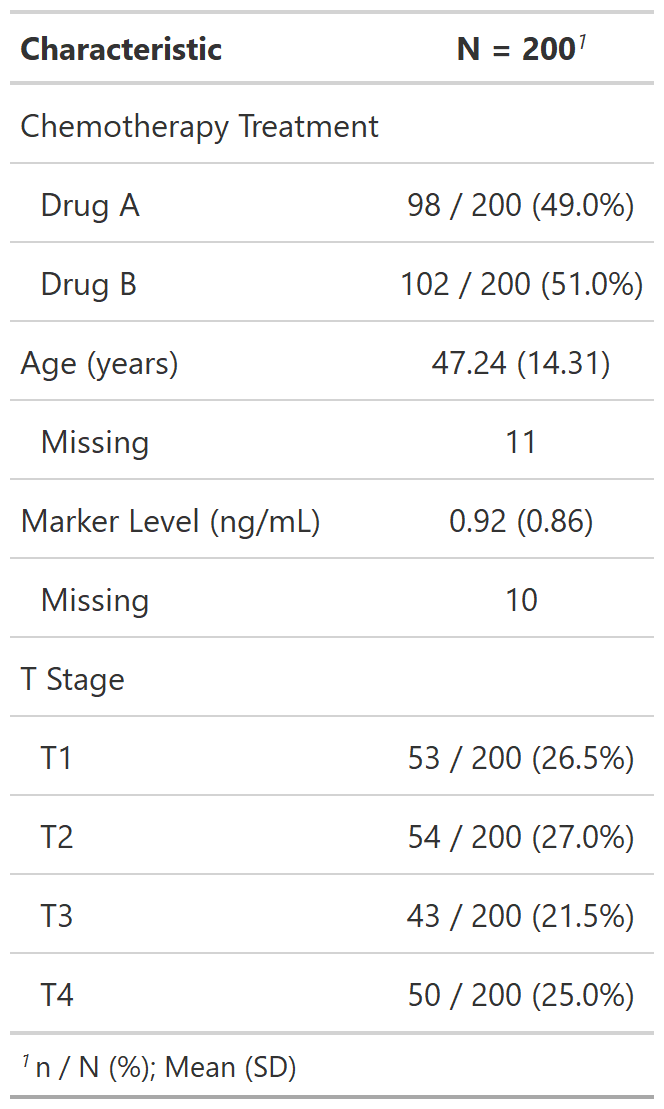 Characteristic N = 200¹
Chemotherapy Treatment
Drug A 98 / 200 (49.0%)
Drug B 102 / 200 (51.0%)
Age (years) 47.24 (14.31)
Missing 11
Marker Level (ng/mL) 0.92 (0.86)
Missing 10
T Stage
T1 53 / 200 (26.5%)
T2 54 / 200 (27.0%)
T3 43 / 200 (21.5%)
T4 50 / 200 (25.0%)
¹ n / N (%); Mean (SD)